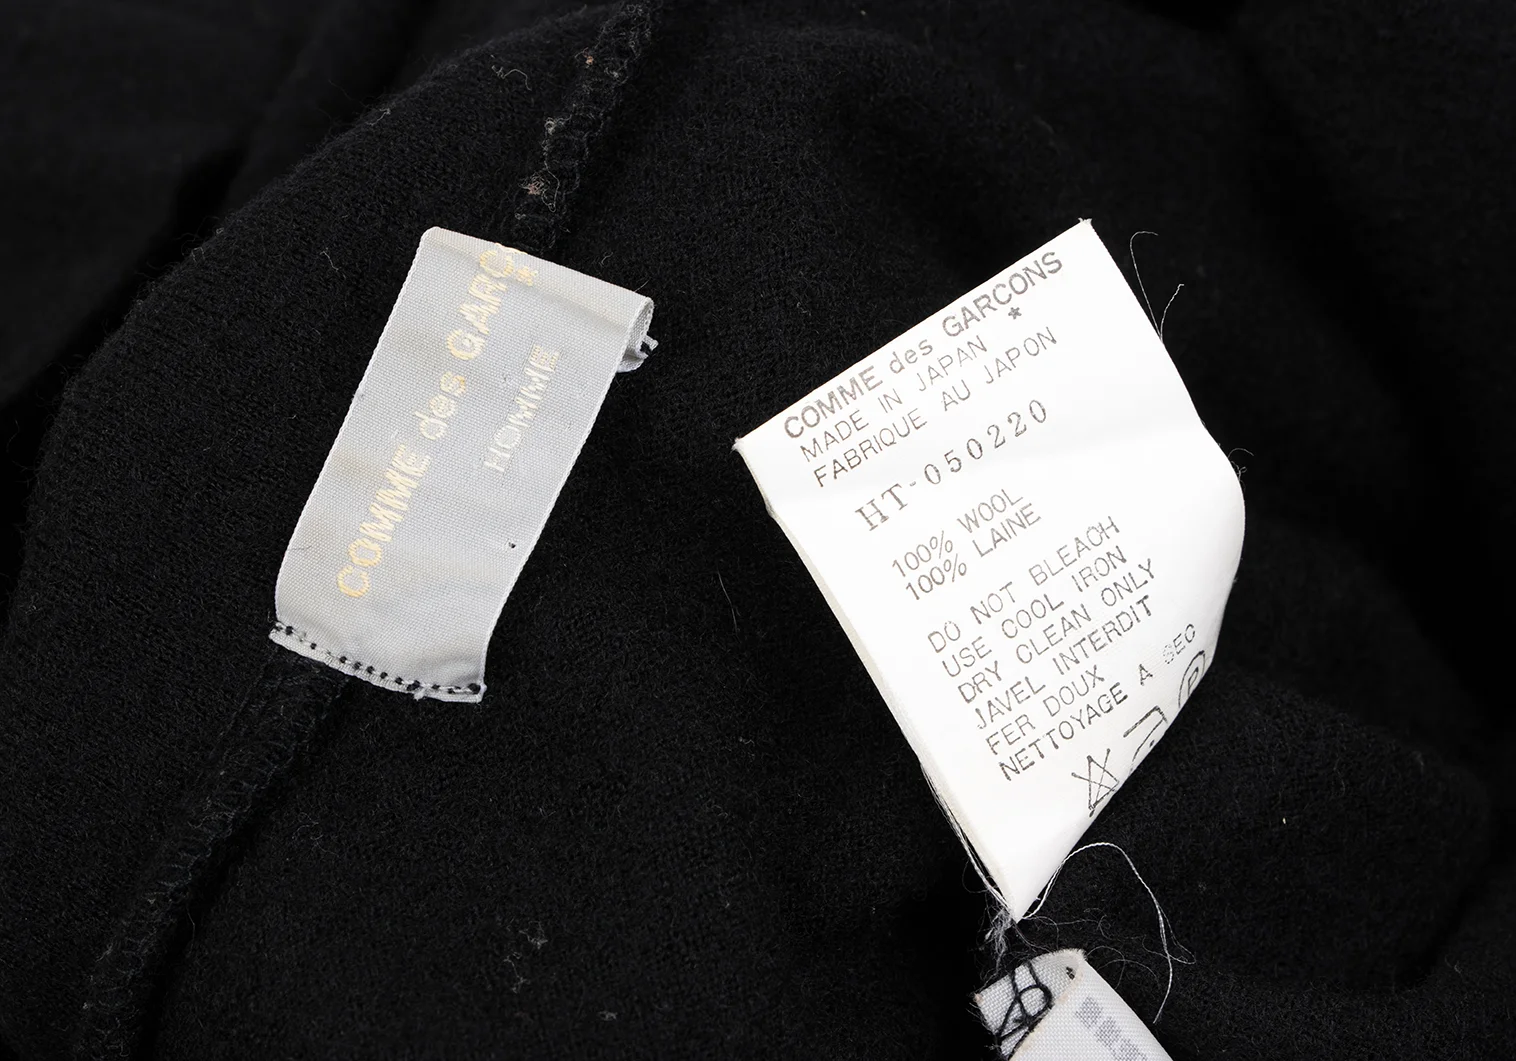 COMME des GARÇ
HOMME
COMME des GARCONS
MADE IN JAPAN
FABRIQUE AU JAPON
HT-050220
100% WOOL
100% LAINE
DO NOT BLEACH
USE COOL IRON
DRY CLEAN ONLY
JAVEL INTERDIT
FER DOUX
NETTOYAGE A SEC
P